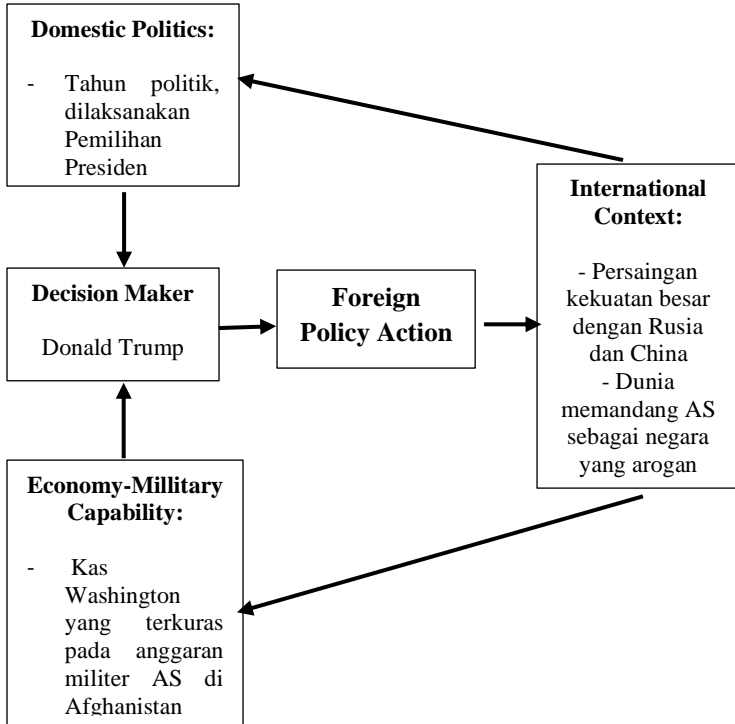 Domestic Politics:
- Tahun politik,
dilaksanakan
Pemilihan
Presiden
Decision Maker
Donald Trump
Economy-Millitary
Capability:
- Kas
Washington
yang terkuras
pada anggaran
militer AS di
Afghanistan
Foreign
Policy Action
International
Context:
- Persaingan
kekuatan besar
dengan Rusia
dan China
- Dunia
memandang AS
sebagai negara
yang arogan